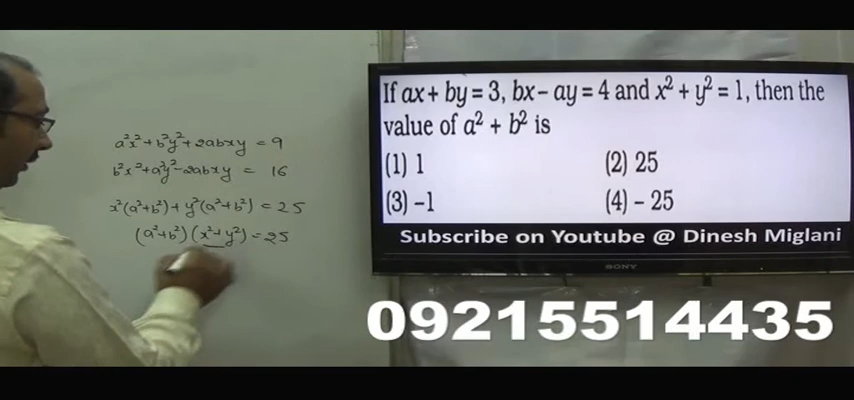 a²x² + b²y² + 2abxy = 9
b²x² + a²y² - 2abxy = 16
x²(a²+b²) + y²(a²+b²) = 25
(a²+b²)(x²+y²) = 25
If ax + by = 3, bx – ay = 4 and x² + y² = 1, then the
value of a² + b² is
(1) 1
(2) 25
(3) –1
(4) – 25
Subscribe on Youtube @ Dinesh Miglani
SONY
09215514435